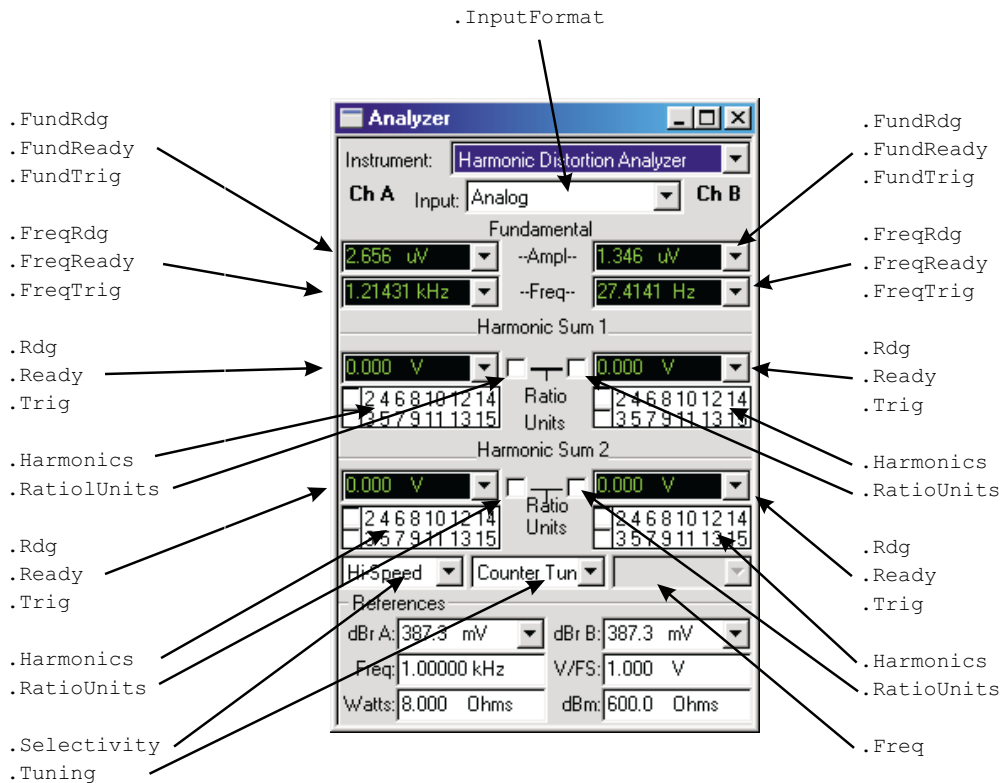 .InputFormat
.FundRdg
.FundReady
.FundTrig
.FreqRdg
.FreqReady
.FreqTrig
.Rdg
.Ready
.Trig
.Harmonics
.RatiolUnits
.Rdg
.Ready
.Trig
.Harmonics
.RatioUnits
.Selectivity
.Tuning
Analyzer
Instrument: Harmonic Distortion Analyzer
Ch A Input: Analog Ch B
Fundamental
2.656 uV --Ampl-- 1.346 uV
1.21431 kHz --Freq-- 27.4141 Hz
Harmonic Sum 1
0.000 V 0.000 V
2 4 6 8 10 12 14 Ratio 2 4 6 8 10 12 14
3 5 7 9 11 13 15 Units 3 5 7 9 11 13 15
Harmonic Sum 2
0.000 V 0.000 V
Ratio
2 4 6 8 10 12 14 Units 2 4 6 8 10 12 14
3 5 7 9 11 13 15 3 5 7 9 11 13 15
Hi-Speed Counter Tun
References
dBr A: 387.3 mV dBr B: 387.3 mV
Freq: 1.00000 kHz V/FS: 1.000 V
Watts: 8.000 Ohms dBm: 600.0 Ohms
.FundRdg
.FundReady
.FundTrig
.FreqRdg
.FreqReady
.FreqTrig
.Rdg
.Ready
.Trig
.Harmonics
.RatioUnits
.Rdg
.Ready
.Trig
.Harmonics
.RatioUnits
.Freq